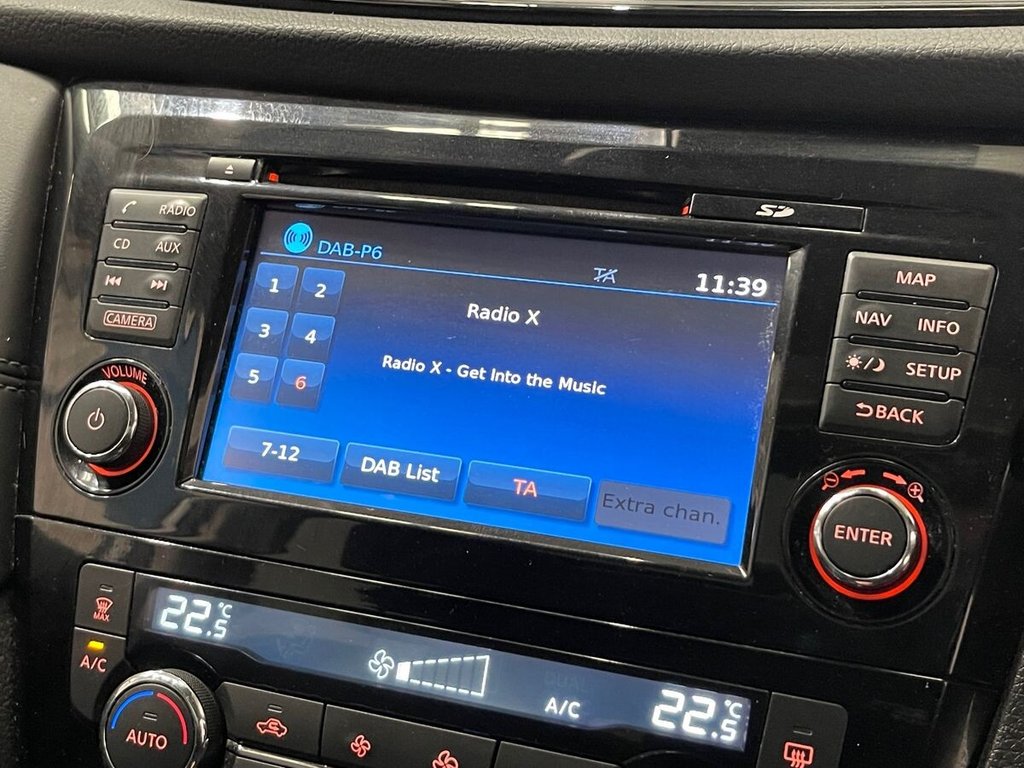 SD
RADIO
CD AUX
CAMERA
VOLUME
DAB-P6
TA
11:39
1 2
3 4
5 6
Radio X
Radio X - Get Into the Music
7-12
DAB List
TA
Extra chan.
MAP
NAV INFO
SETUP
BACK
ENTER
MAX
A/C
22.5°C
A/C
22.5°C
AUTO